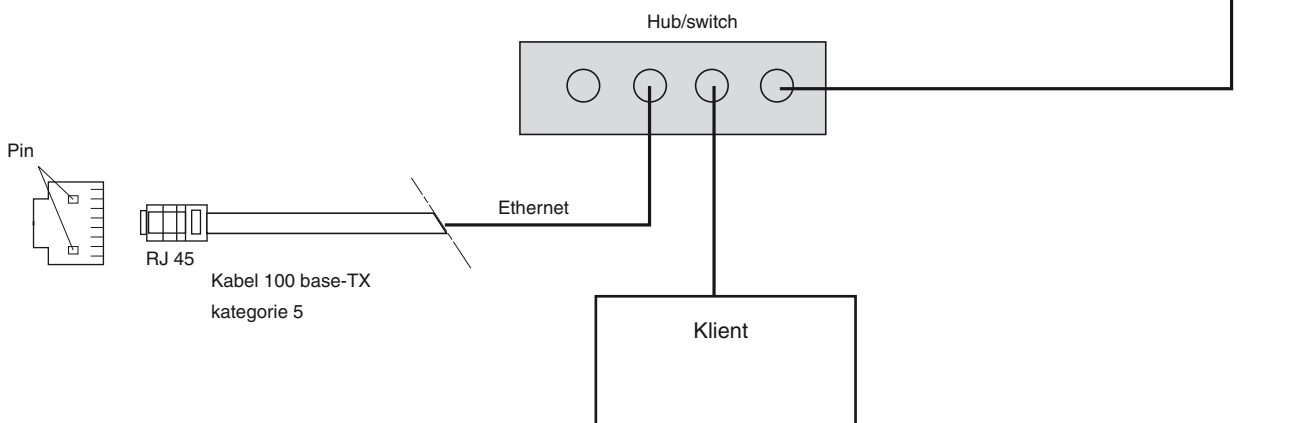 Hub/switch
Pin
Ethernet
RJ 45
Kabel 100 base-TX
kategorie 5
Klient